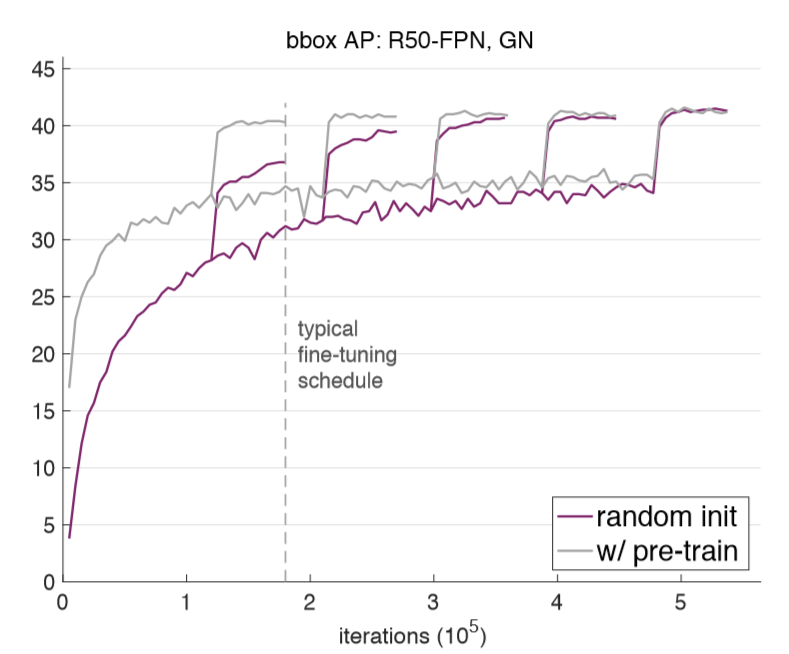 bbox AP: R50-FPN, GN
45
40
35
30
25
20
15
10
5
0
typical
fine-tuning
schedule
random init
w/ pre-train
0 1 2 3 4 5
iterations (10^5)